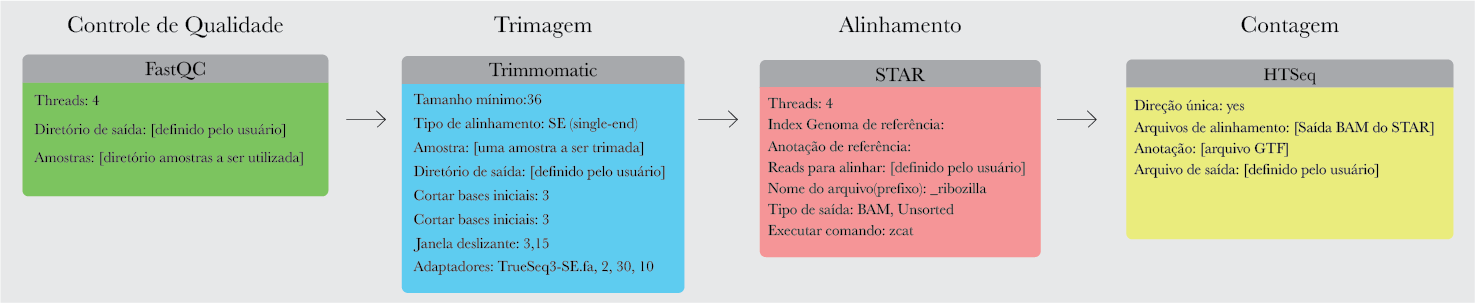 Controle de Qualidade
FastQC
Threads: 4
Diretório de saída: [definido pelo usuário]
Amostras: [diretório amostras a ser utilizada]
Trimagem
Trimmomatic
Tamanho mínimo:36
Tipo de alinhamento: SE (single-end)
Amostra: [uma amostra a ser trimada]
Diretório de saída: [definido pelo usuário]
Cortar bases iniciais: 3
Cortar bases iniciais: 3
Janela deslizante: 3,15
Adaptadores: TrueSeq3-SE.fa, 2, 30, 10
Alinhamento
STAR
Threads: 4
Index Genoma de referência:
Anotação de referência:
Reads para alinhar: [definido pelo usuário]
Nome do arquivo(prefixo): _ribozilla
Tipo de saída: BAM, Unsorted
Executar comando: zcat
Contagem
HTSeq
Direção única: yes
Arquivos de alinhamento: [Saída BAM do STAR]
Anotação: [arquivo GTF]
Arquivo de saída: [definido pelo usuário]